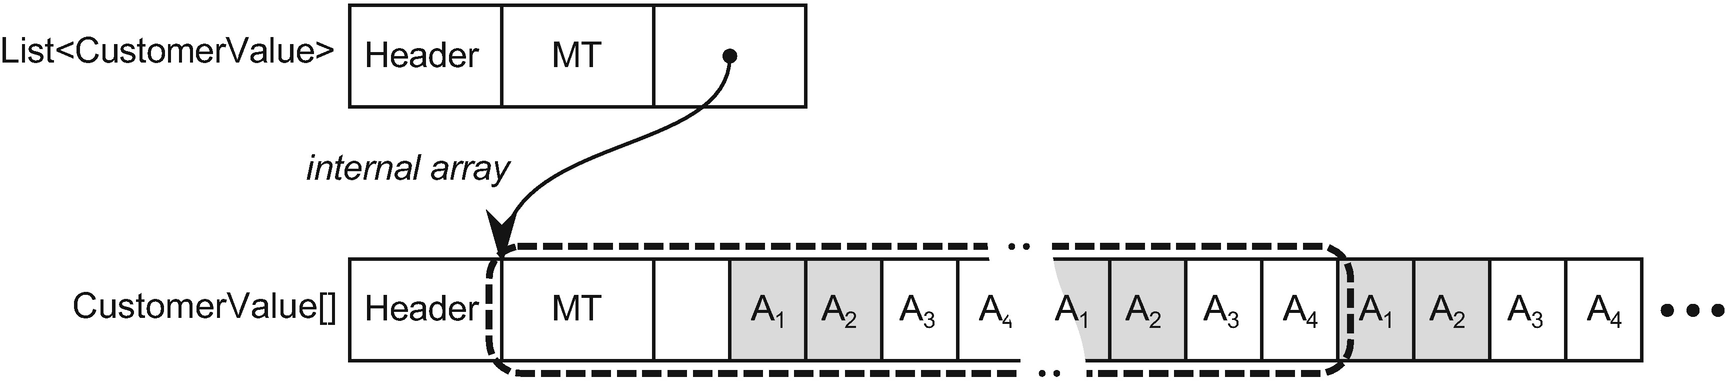 List<CustomerValue> Header MT
internal array
CustomerValue[] Header MT A₁ A₂ A₃ A₄ A₁ A₂ A₃ A₄ A₁ A₂ A₃ A₄